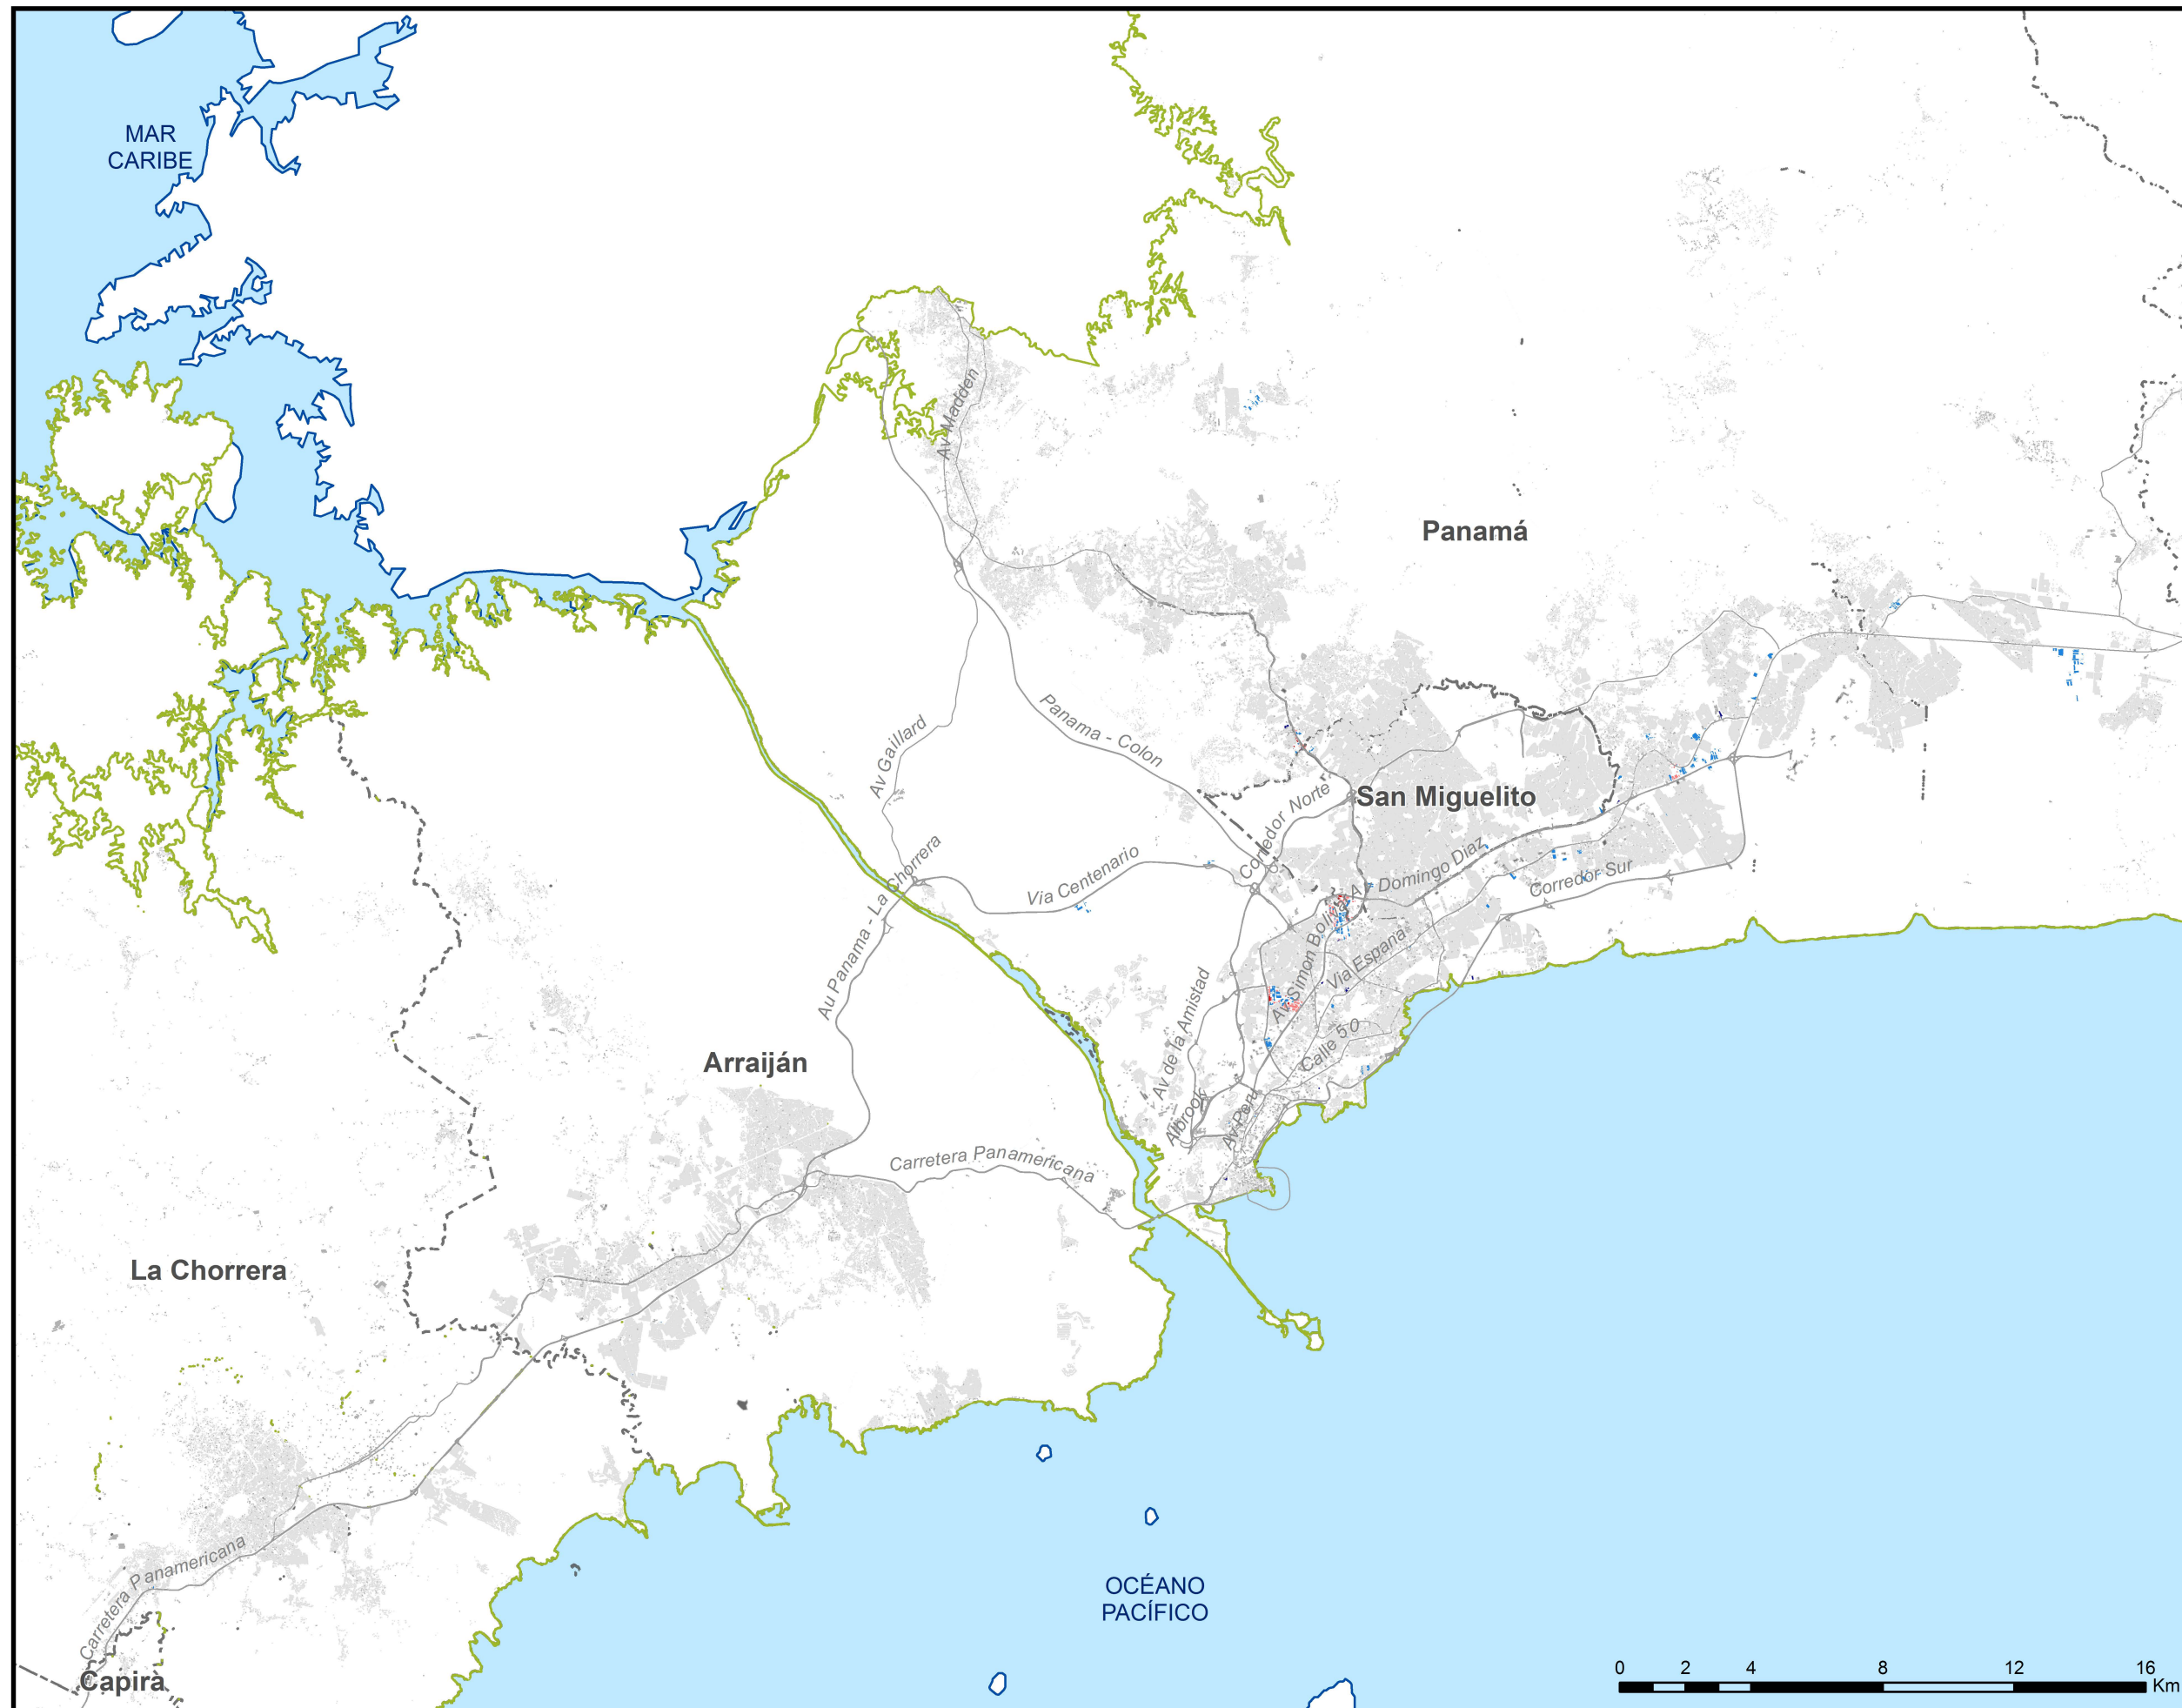 MAR
CARIBE
Av Madden
Panamá
Av Gaillard
Panama - Colon
Corredor Norte
San Miguelito
Au Panama - La Chorrera
Via Centenario
Av Domingo Diaz
Corredor Sur
Av Simon Bolivar
Via España
Av de la Amistad
Calle 50
Arraiján
Albrook
Av Peru
Carretera Panamericana
La Chorrera
Carretera Panamericana
OCÉANO
PACÍFICO
Capirà
0 2 4 8 12 16
Km